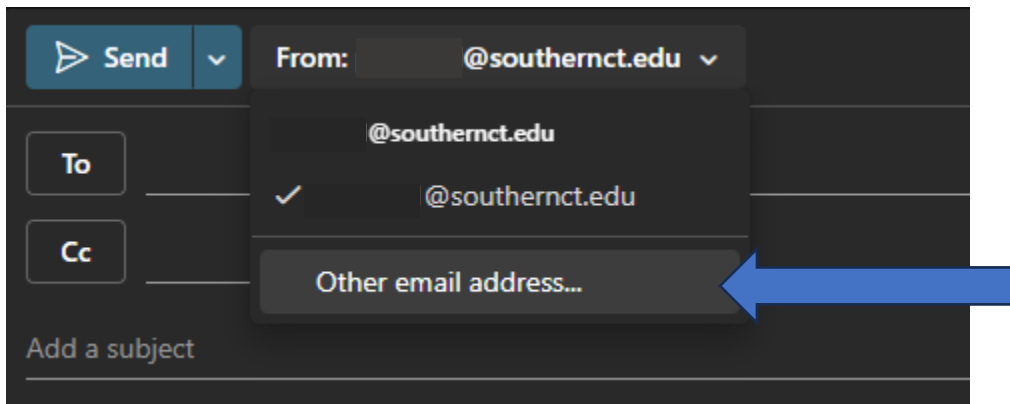 Send From: @southernct.edu
@southernct.edu
To
@southernct.edu
Cc
Other email address...
Add a subject